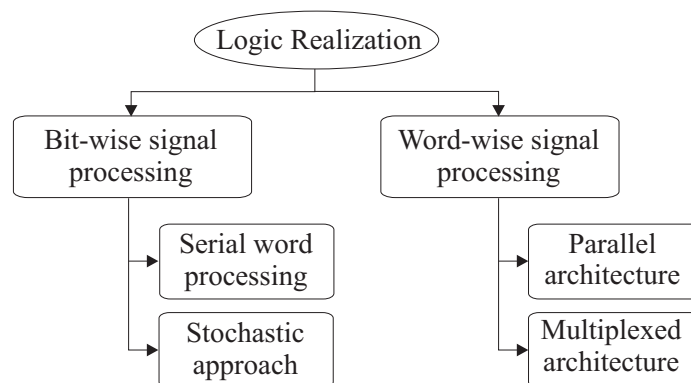 Logic Realization
Bit-wise signal
processing
Word-wise signal
processing
Serial word
processing
Parallel
architecture
Stochastic
approach
Multiplexed
architecture